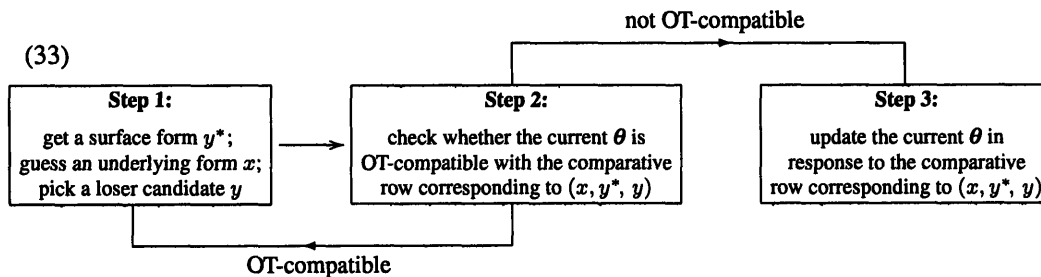 not OT-compatible
(33)
Step 1:
get a surface form y*;
guess an underlying form x;
pick a loser candidate y
Step 2:
check whether the current θ is
OT-compatible with the comparative
row corresponding to (x, y*, y)
Step 3:
update the current θ in
response to the comparative
row corresponding to (x, y*, y)
OT-compatible